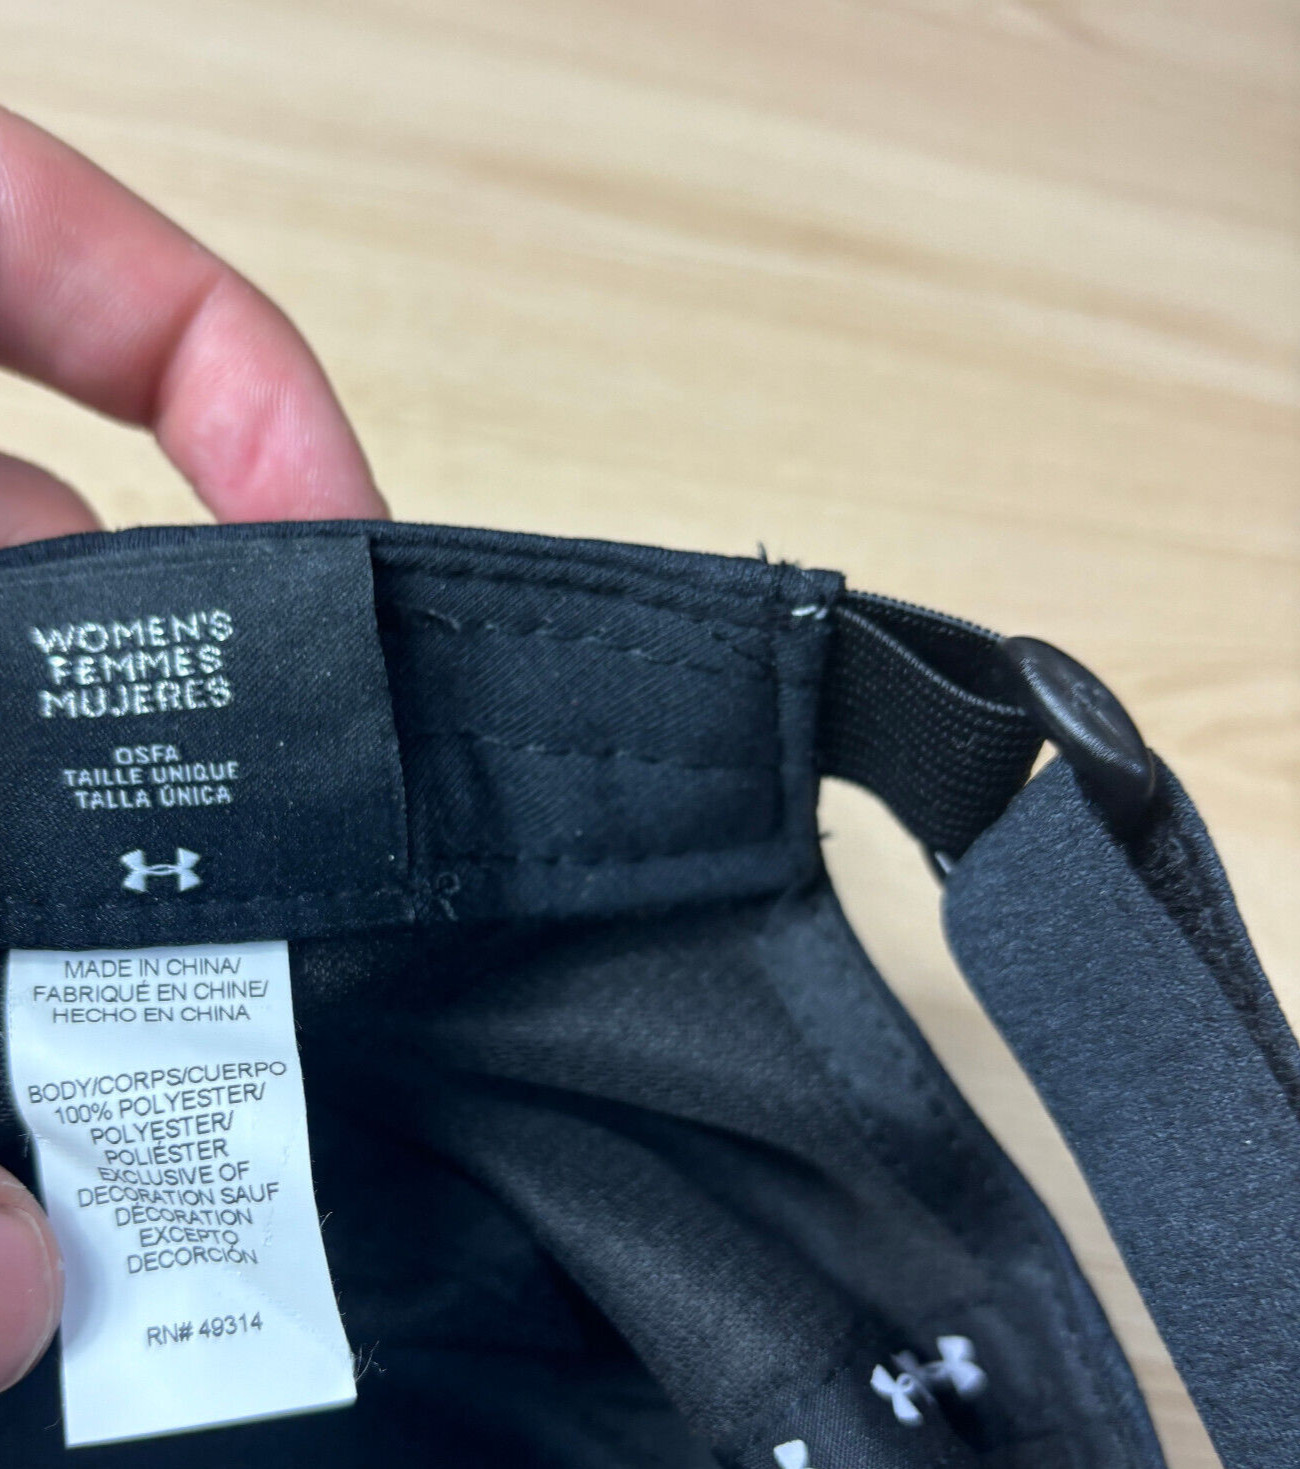 WOMEN'S
FEMMES
MUJERES
OSFA
TAILLE UNIQUE
TALLA ÚNICA
MADE IN CHINA/
FABRIQUÉ EN CHINE/
HECHO EN CHINA
BODY/CORPS/CUERPO
100% POLYESTER/
POLYESTER/
POLIÉSTER
EXCLUSIVE OF
DECORATION SAUF
DÉCORATION
EXCEPTO
DECORCIÓN
RN# 49314